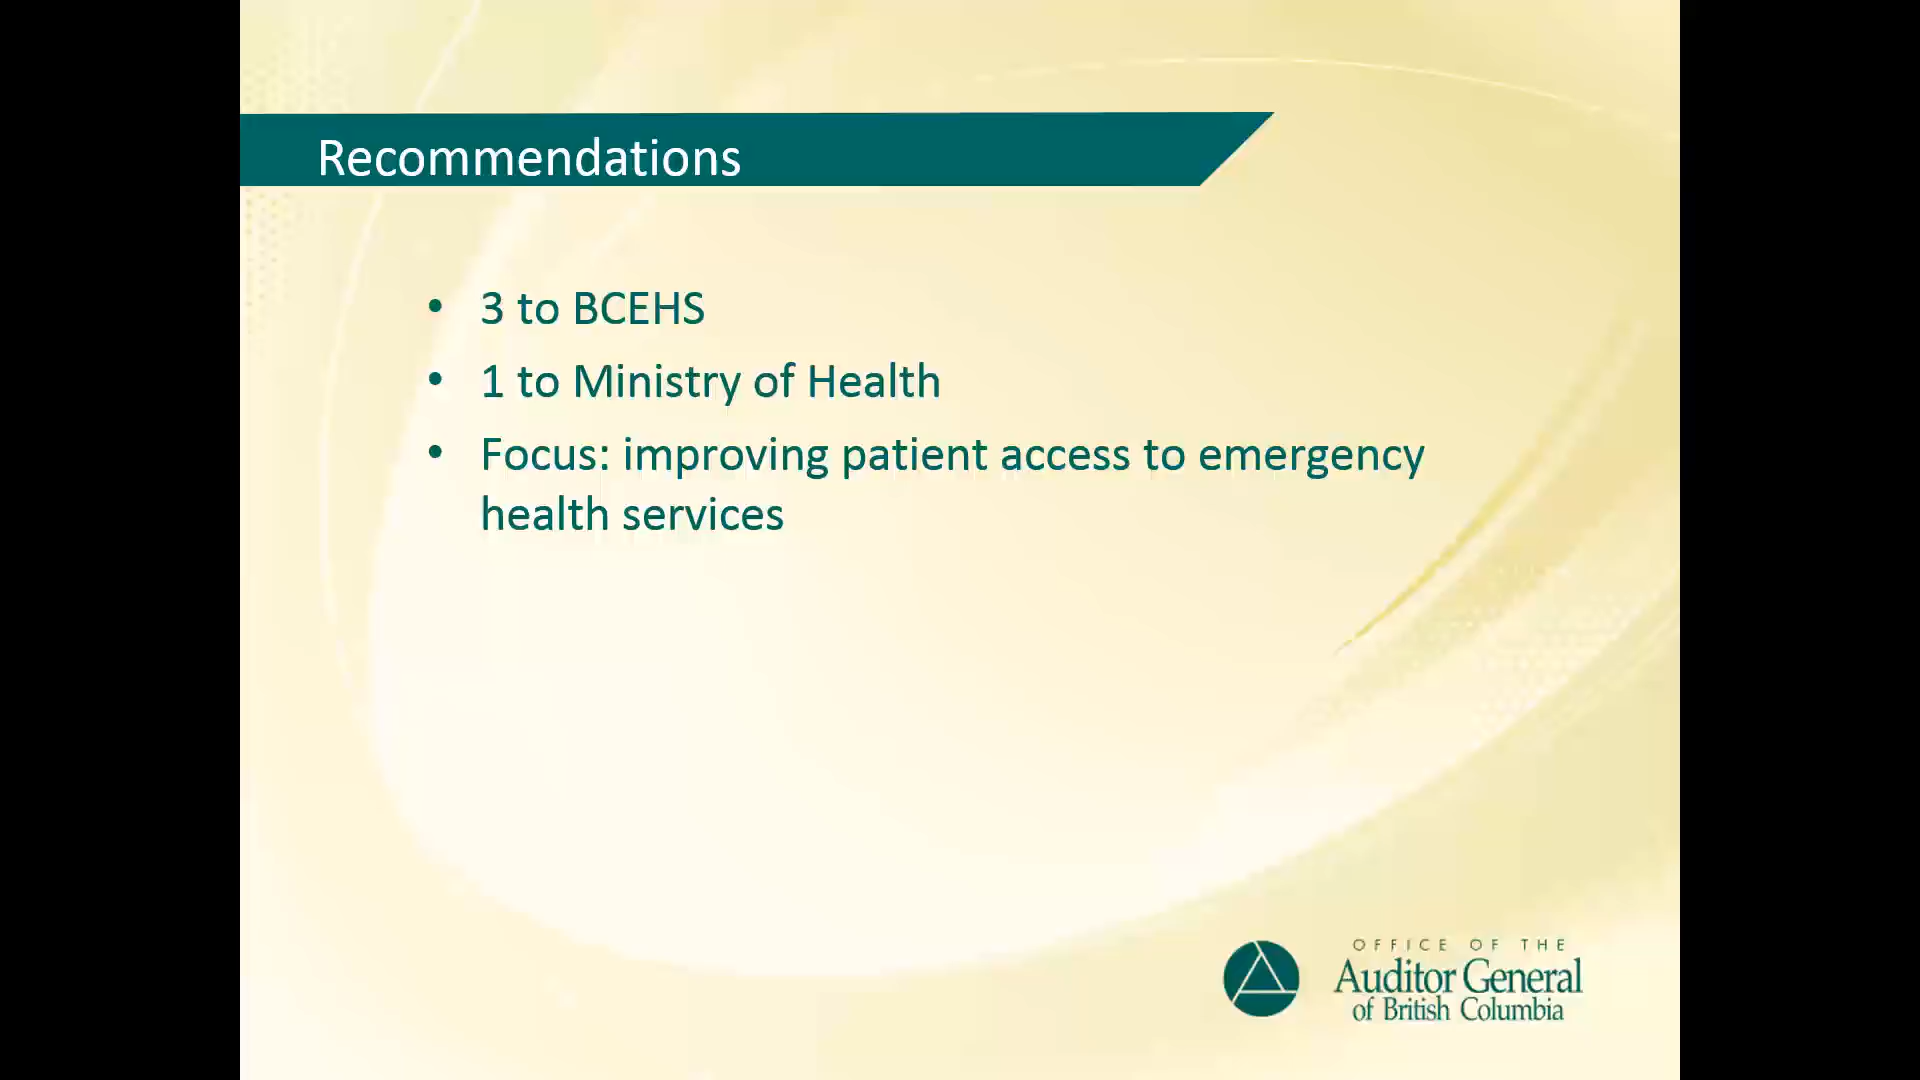 Recommendations
• 3 to BCEHS
• 1 to Ministry of Health
• Focus: improving patient access to emergency
health services
OFFICE OF THE
Auditor General
of British Columbia